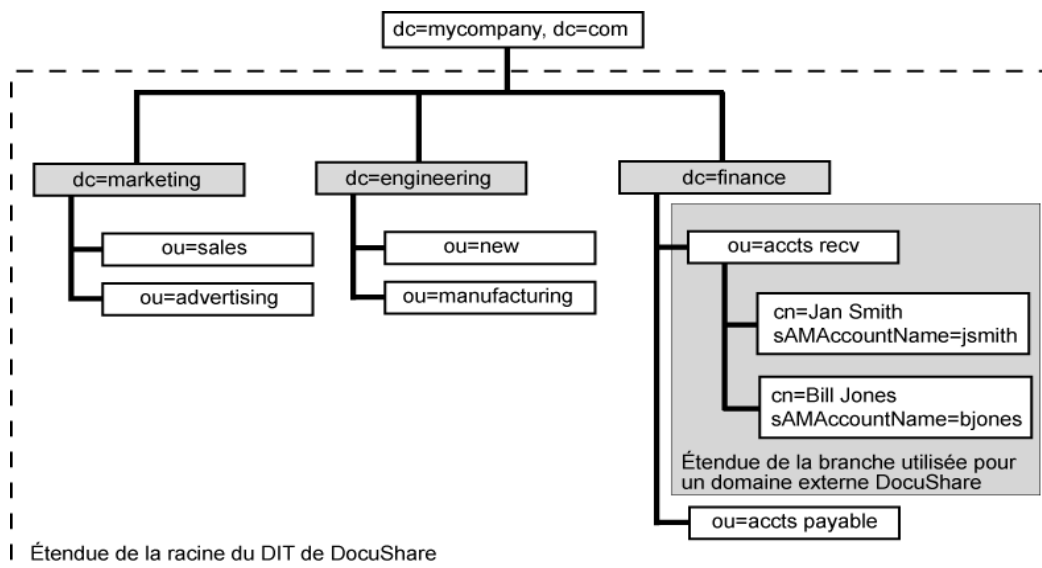 dc=mycompany, dc=com
dc=marketing
ou=sales
ou=advertising
dc=engineering
ou=new
ou=manufacturing
dc=finance
ou=accts recv
cn=Jan Smith
sAMAccountName=jsmith
cn=Bill Jones
sAMAccountName=bjones
Étendue de la branche utilisée pour
un domaine externe DocuShare
ou=accts payable
Étendue de la racine du DIT de DocuShare